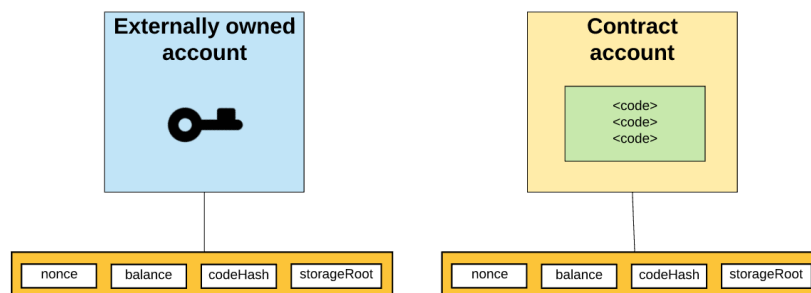 Externally owned
account
Contract
account
<code>
<code>
<code>
nonce balance codeHash storageRoot
nonce balance codeHash storageRoot